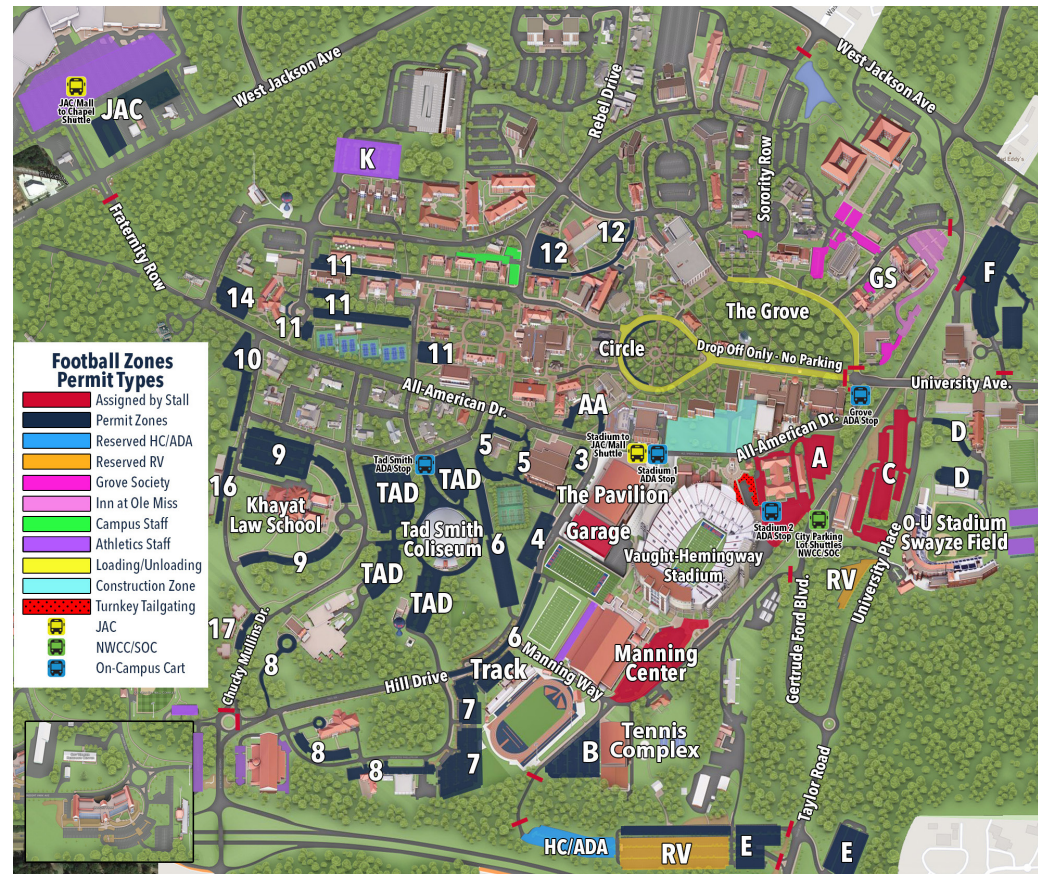 West Jackson Ave
West Jackson Ave
Rebel Drive
JAC/Mall
to Chapel
Shuttle
JAC
K
Sorority Row
Fraternity Row
12
12
11
11
11
11
14
10
GS
F
The Grove
Circle
Drop Off Only - No Parking
University Ave.
All-American Dr.
All-American Dr.
Grove
ADA Stop
Football Zones
Permit Types
Assigned by Stall
Permit Zones
Reserved HC/ADA
Reserved RV
Grove Society
Inn at Ole Miss
Campus Staff
Athletics Staff
Loading/Unloading
Construction Zone
Turnkey Tailgating
JAC
NWCC/SOC
On-Campus Cart
AA
Stadium to
JAC/Mall
Shuttle
Stadium 1
ADA Stop
5
5
3
9
9
16
Khayat
Law School
Tad Smith
ADA Stop
TAD
TAD
TAD
TAD
Tad Smith
Coliseum
6
4
The Pavilion
Garage
Vaught-Hemingway
Stadium
A
C
D
D
Stadium 2
ADA Stop
City Parking
Lot Shuttles
NWCC/SOC
O-U Stadium
Swayze Field
RV
University Place
Gertrude Ford Blvd.
17
Chucky Mullins Dr.
8
8
8
6
Hill Drive
Track
Manning Way
Manning
Center
7
7
B
Tennis
Complex
Taylor Road
HC/ADA
RV
E
E